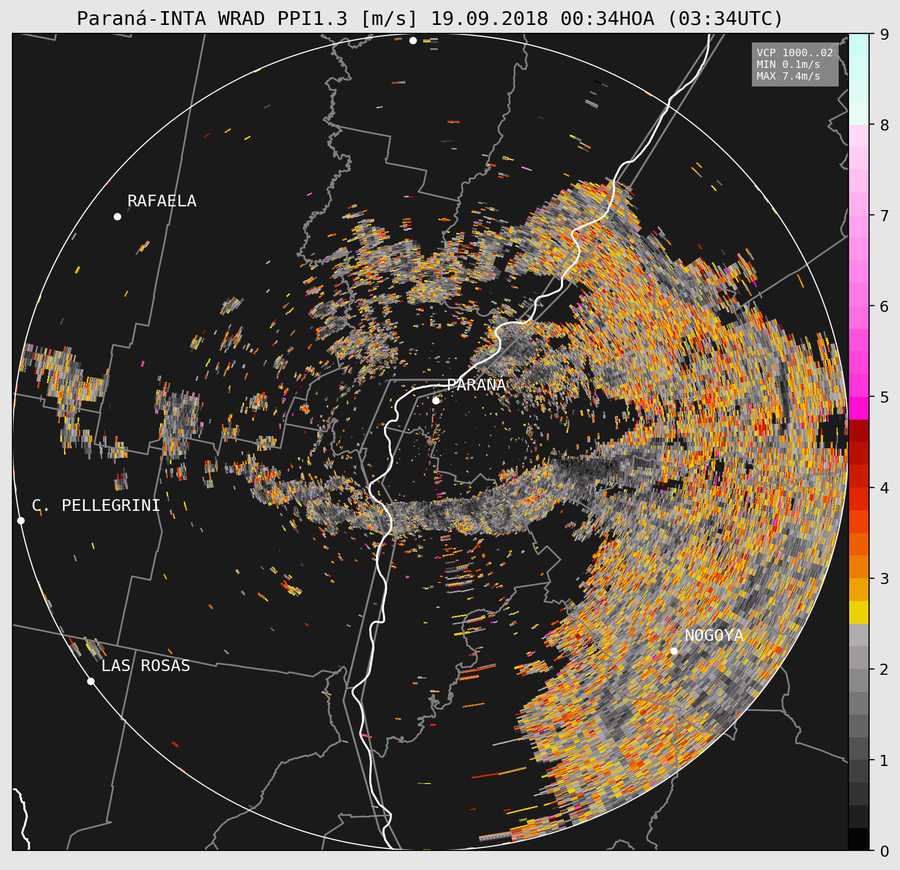 Paraná-INTA WRAD PPI1.3 [m/s] 19.09.2018 00:34HOA (03:34UTC)
VCP 1000..02
MIN 0.1m/s
MAX 7.4m/s
RAFAELA
PARANA
C. PELLEGRINI
NOGOYA
LAS ROSAS
9
8
7
6
5
4
3
2
1
0